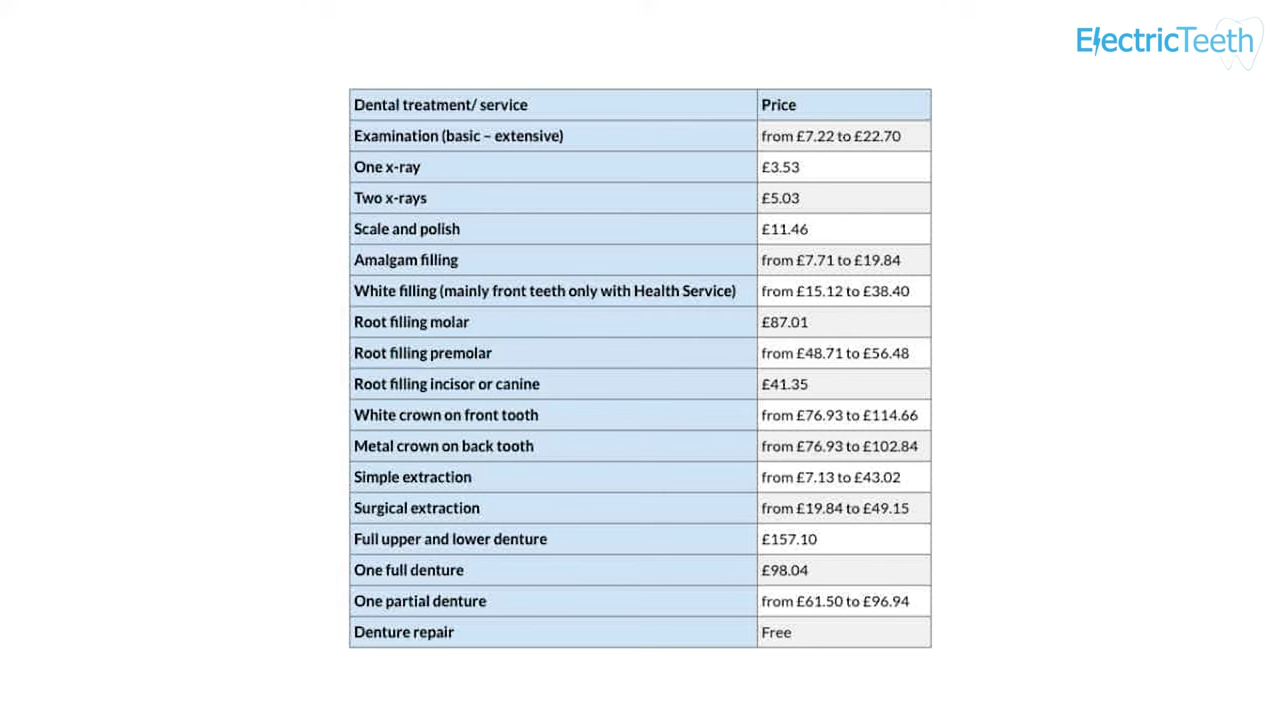 ElectricTeeth
Dental treatment/ service Price
Examination (basic – extensive) from £7.22 to £22.70
One x-ray £3.53
Two x-rays £5.03
Scale and polish £11.46
Amalgam filling from £7.71 to £19.84
White filling (mainly front teeth only with Health Service) from £15.12 to £38.40
Root filling molar £87.01
Root filling premolar from £48.71 to £56.48
Root filling incisor or canine £41.35
White crown on front tooth from £76.93 to £114.66
Metal crown on back tooth from £76.93 to £102.84
Simple extraction from £7.13 to £43.02
Surgical extraction from £19.84 to £49.15
Full upper and lower denture £157.10
One full denture £98.04
One partial denture from £61.50 to £96.94
Denture repair Free